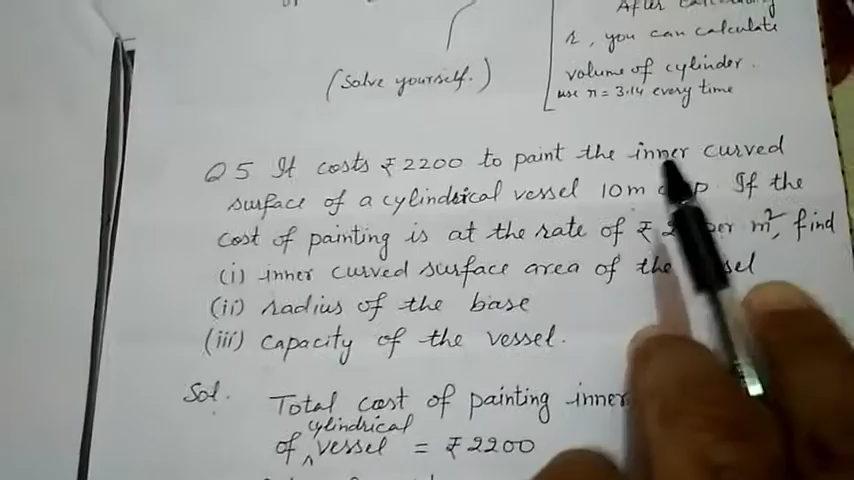 After
r, you can calculate
volume of cylinder.
use π = 3.14 every time
(Solve yourself.)
Q5 It costs ₹2200 to paint the inner curved
surface of a cylindrical vessel 10m If the
cost of painting is at the rate of ₹ per m², find
(i) inner curved surface area of the
(ii) radius of the base
(iii) capacity of the vessel.
Sol. Total cost of painting inner
cylindrical
of ^ vessel = ₹2200